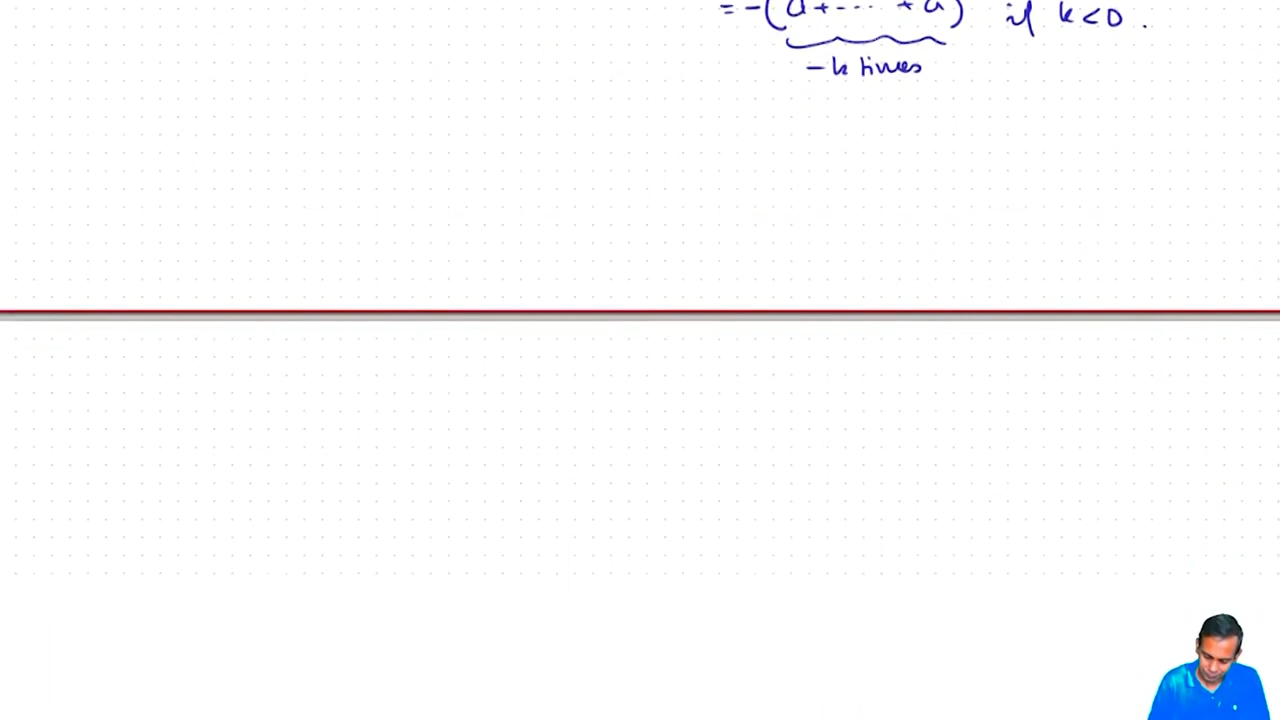 = -(a + - - - + a) if k < 0 .
- k times